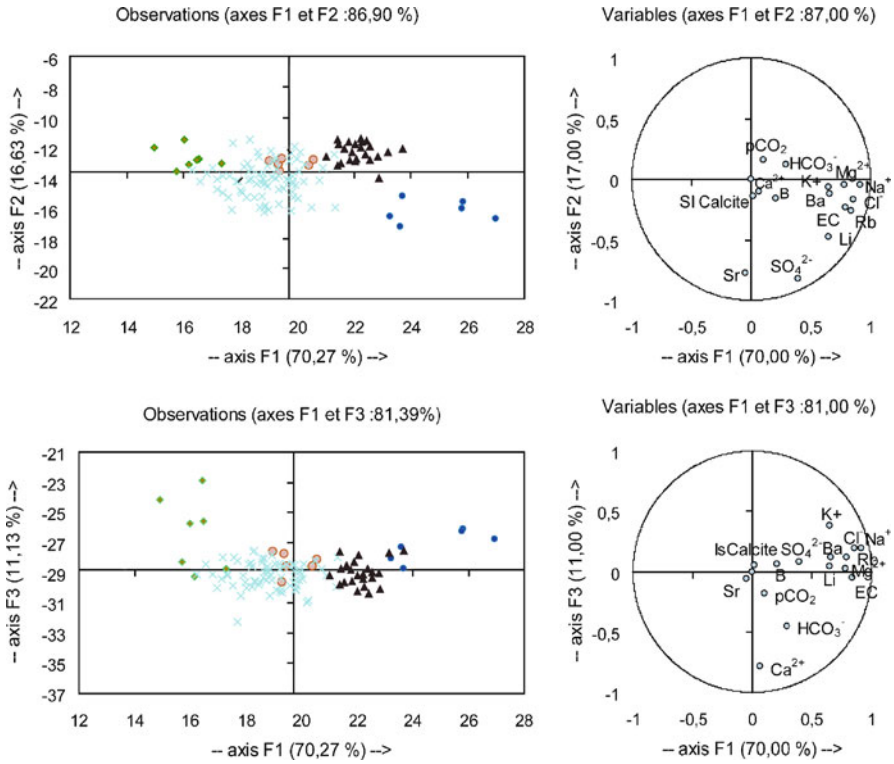 Observations (axes F1 et F2 :86,90 %)
-- axis F2 (16,63 %) -->
-6
-8
-10
-12
-14
-16
-18
-20
-22
12 14 16 18 20 22 24 26 28
-- axis F1 (70,27 %) -->
Variables (axes F1 et F2 :87,00 %)
-- axis F2 (17,00 %) -->
1
0,5
0
-0,5
-1
pCO2
HCO3-
Mg2+
Ca2+
K+
Na+
B
Ba
Cl-
SI Calcite
EC
Rb
Li
Sr
SO4 2-
-1 -0,5 0 0,5 1
-- axis F1 (70,00 %) -->
Observations (axes F1 et F3 :81,39%)
-- axis F3 (11,13 %) -->
-21
-23
-25
-27
-29
-31
-33
-35
-37
12 14 16 18 20 22 24 26 28
-- axis F1 (70,27 %) -->
Variables (axes F1 et F3 :81,00 %)
-- axis F3 (11,00 %) -->
1
0,5
0
-0,5
-1
K+
Cl-
Na+
IsCalcite
SO4 2-
Ba
Rb
B
Li
Mg2+
Sr
pCO2
EC
HCO3-
Ca2+
-1 -0,5 0 0,5 1
-- axis F1 (70,00 %) -->